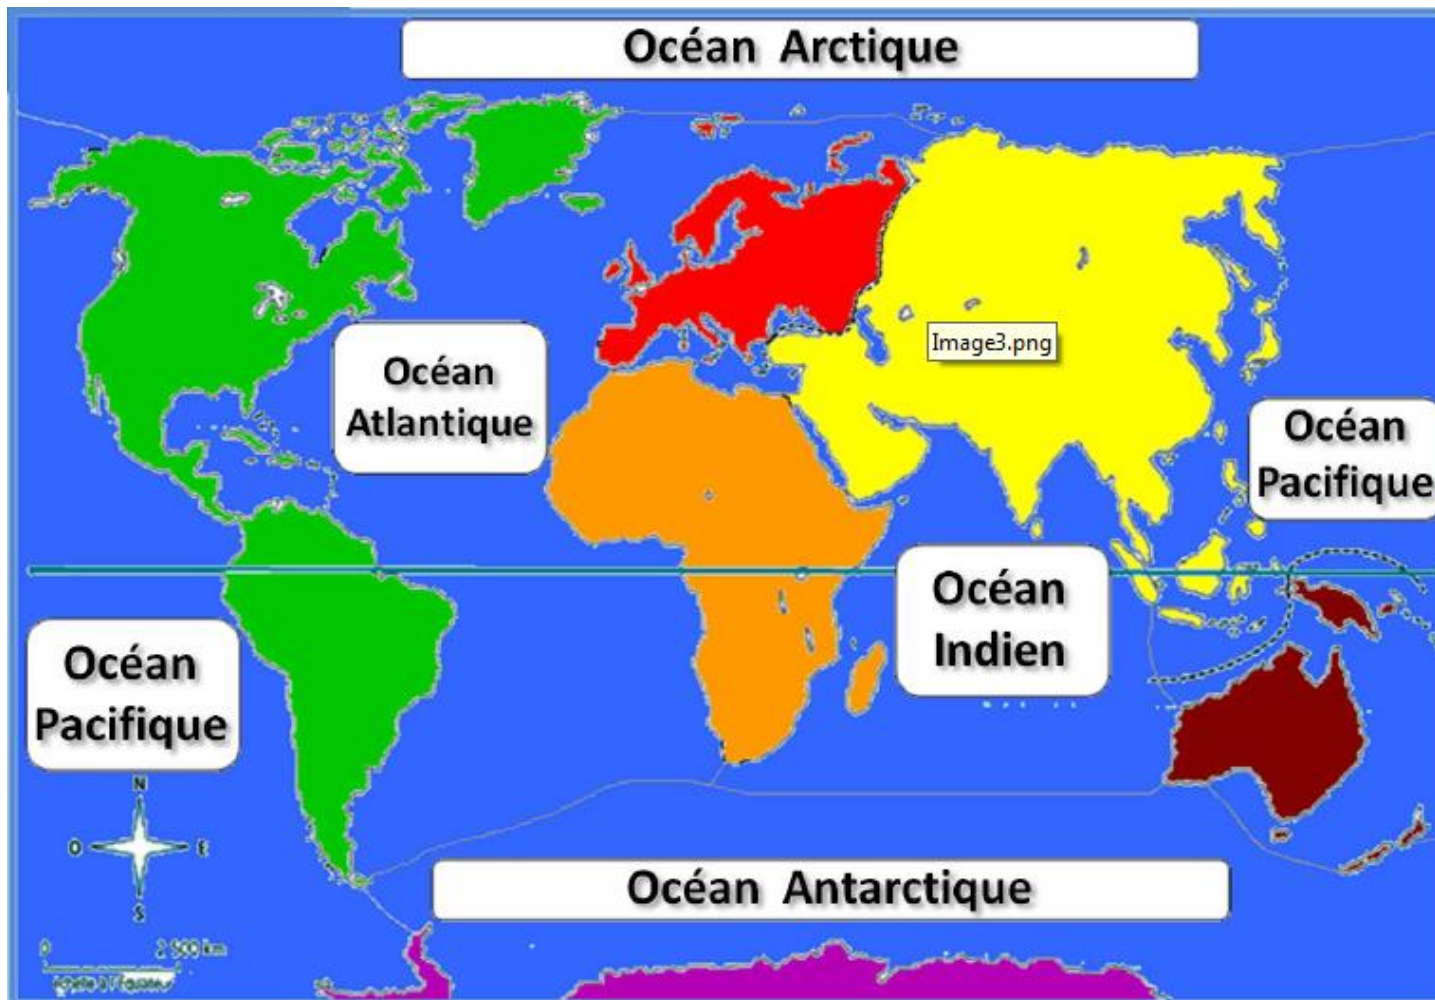 Océan Arctique
Océan
Atlantique
Image3.png
Océan
Pacifique
Océan
Indien
Océan
Pacifique
N
O E
S
Océan Antarctique
0 2 500 km